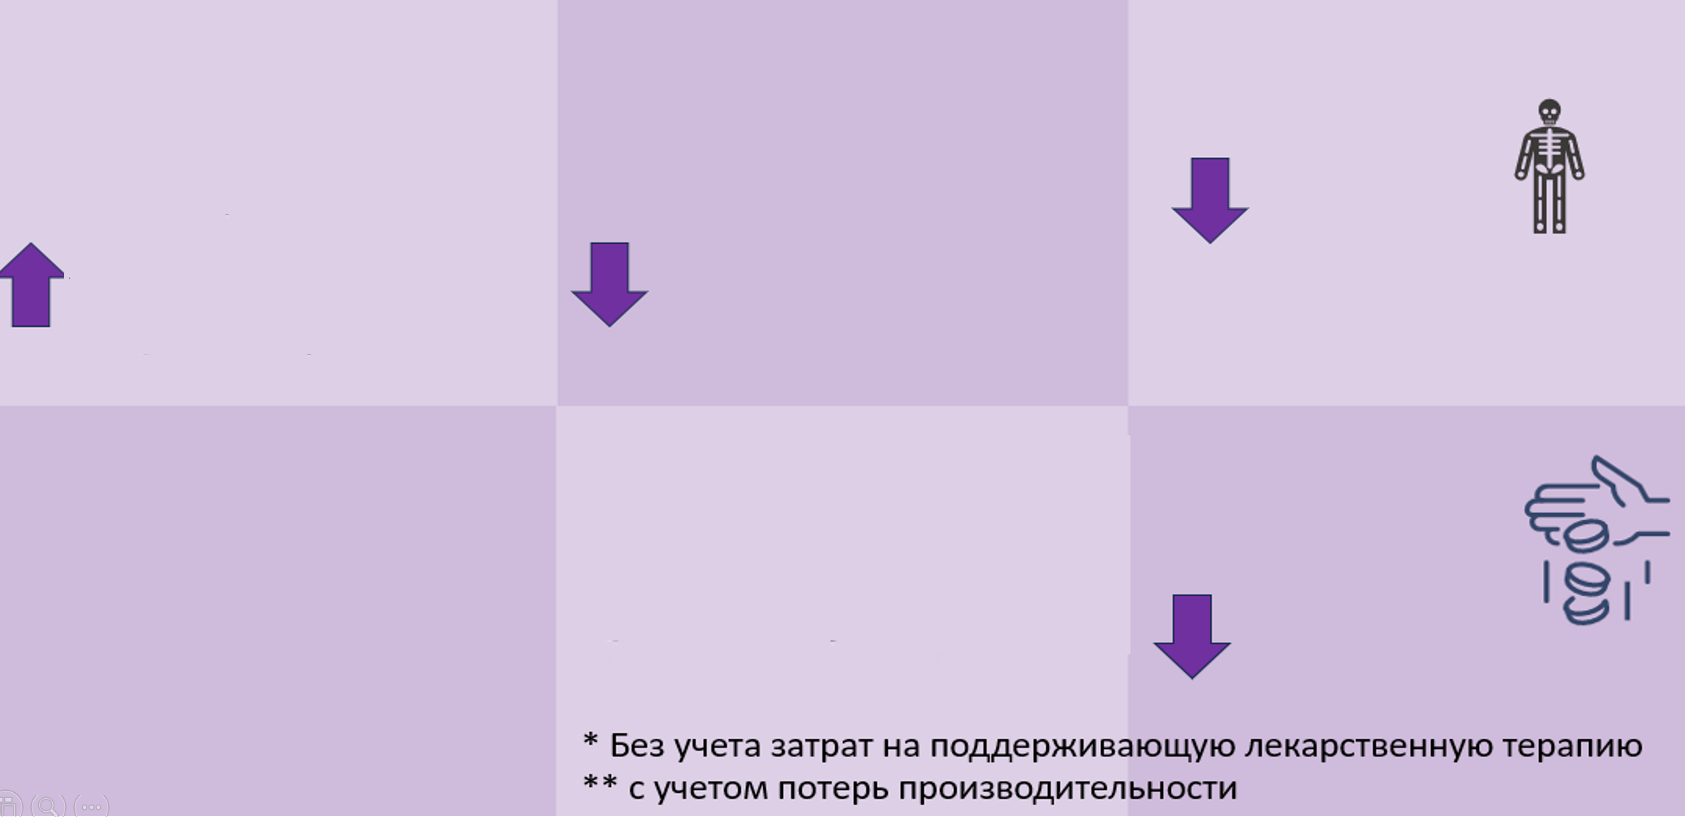 * Без учета затрат на поддерживающую лекарственную терапию
** с учетом потерь производительности